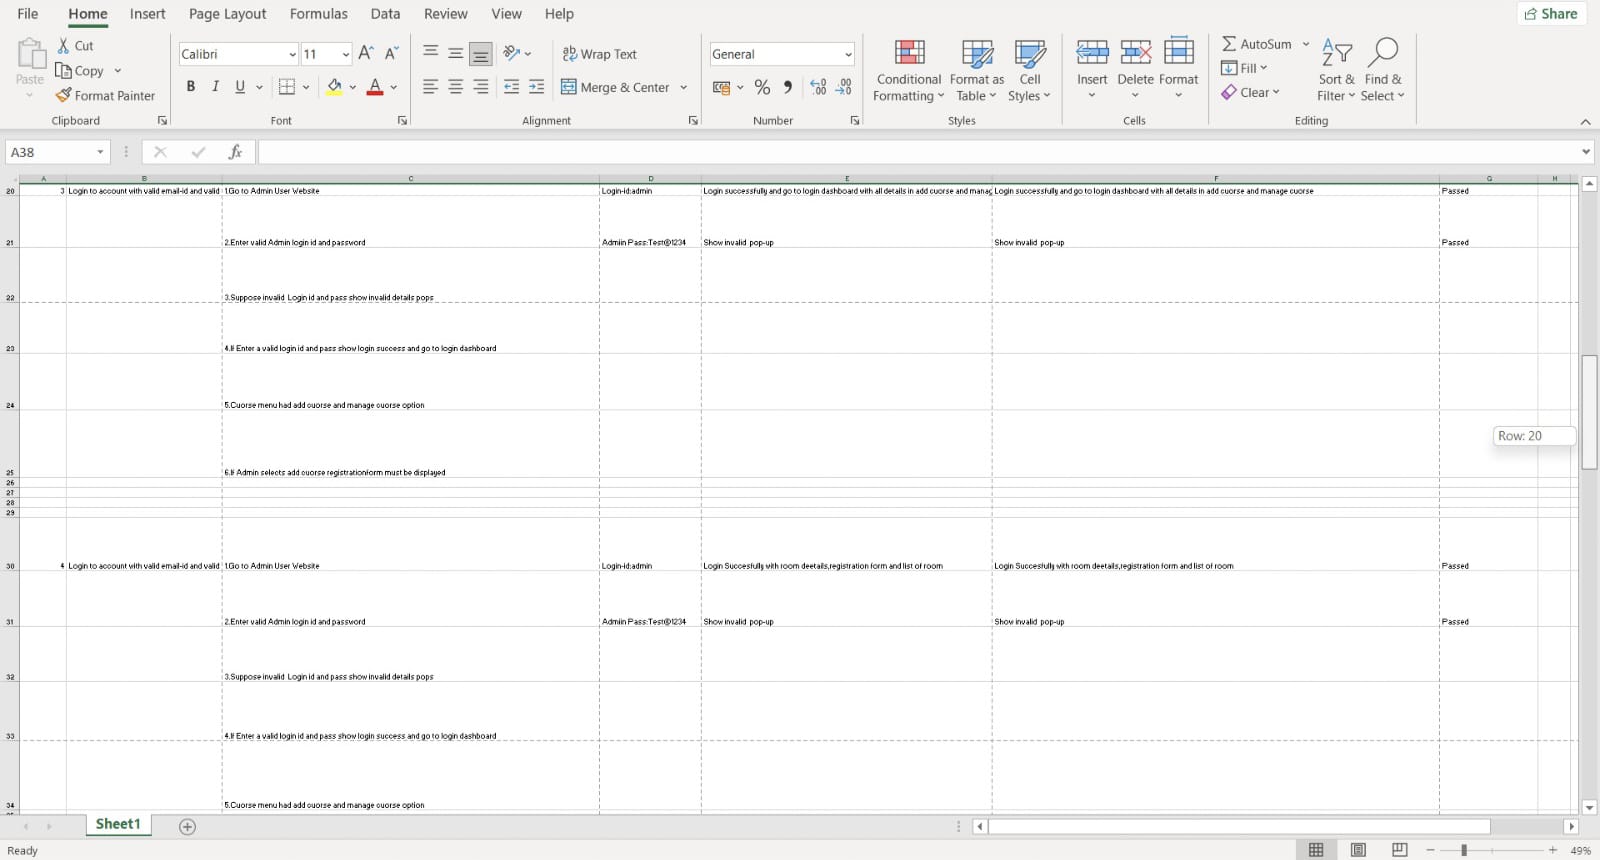 File Home Insert Page Layout Formulas Data Review View Help Share
Paste Cut Copy Format Painter Clipboard
Calibri 11 B I U A Font
Wrap Text Merge & Center Alignment
General % Number
Conditional Formatting Format as Table Cell Styles Styles
Insert Delete Format Cells
AutoSum Fill Clear Sort & Filter Find & Select Editing
A38 fx
A B C D E F G H
20 3 Login to account with valid email-id and valid 1.Go to Admin User Website Login-id:admin Login successfully and go to login dashboard with all details in add cuorse and manag Login successfully and go to login dashboard with all details in add cuorse and manage cuorse Passed
21 2.Enter valid Admin login id and password Admiin Pass:Test@1234 Show invalid pop-up Show invalid pop-up Passed
22 3.Suppose invalid Login id and pass show invalid details pops
23 4.If Enter a valid login id and pass show login success and go to login dashboard
24 5.Cuorse menu had add cuorse and manage cuorse option
Row: 20
25 6.If Admin selects add cuorse registrationform must be displayed
26
27
28
29
30 4 Login to account with valid email-id and valid 1.Go to Admin User Website Login-id:admin Login Succesfully with room deetails,registration form and list of room Login Succesfully with room deetails,registration form and list of room Passed
31 2.Enter valid Admin login id and password Admiin Pass:Test@1234 Show invalid pop-up Show invalid pop-up Passed
32 3.Suppose invalid Login id and pass show invalid details pops
33 4.If Enter a valid login id and pass show login success and go to login dashboard
34 5.Cuorse menu had add cuorse and manage cuorse option
Sheet1
Ready 49%